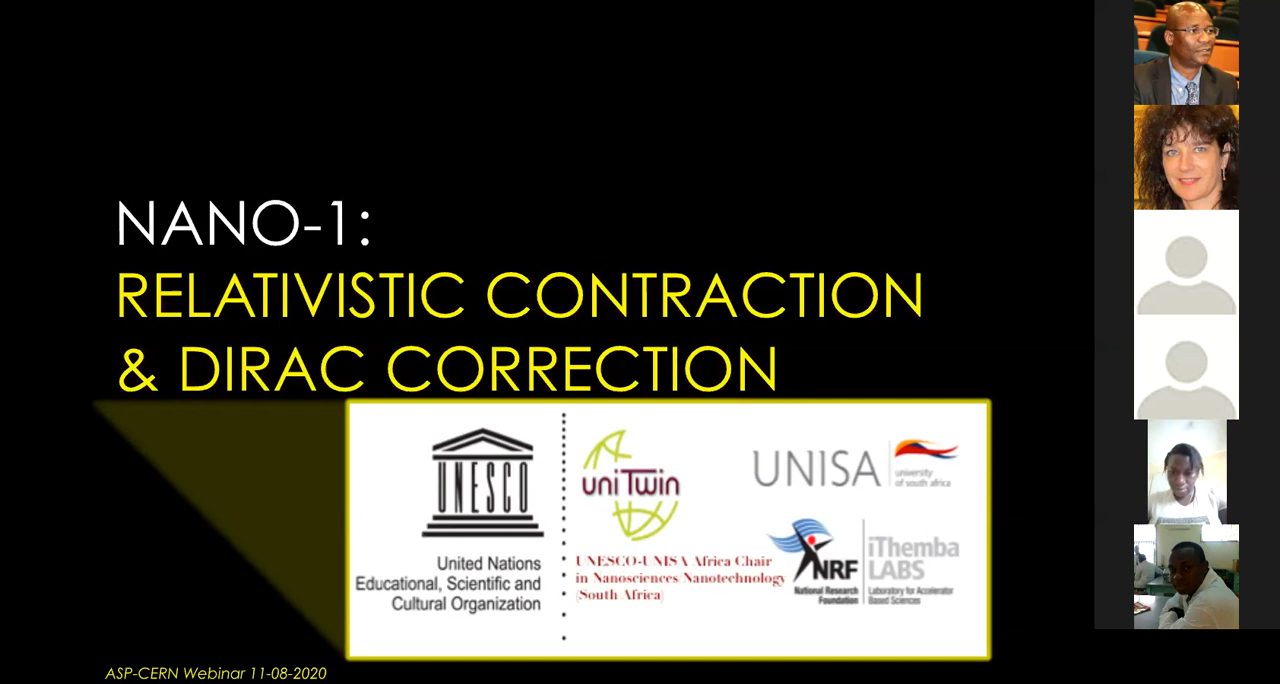 NANO-1:
RELATIVISTIC CONTRACTION
& DIRAC CORRECTION
UNESCO
United Nations
Educational, Scientific and
Cultural Organization
uniTwin
UNESCO-UNISA Africa Chair
in Nanosciences/Nanotechnology
(South Africa)
UNISA
university
of south africa
NRF
National Research
Foundation
iThemba
LABS
Laboratory for Accelerator
Based Sciences
ASP-CERN Webinar 11-08-2020